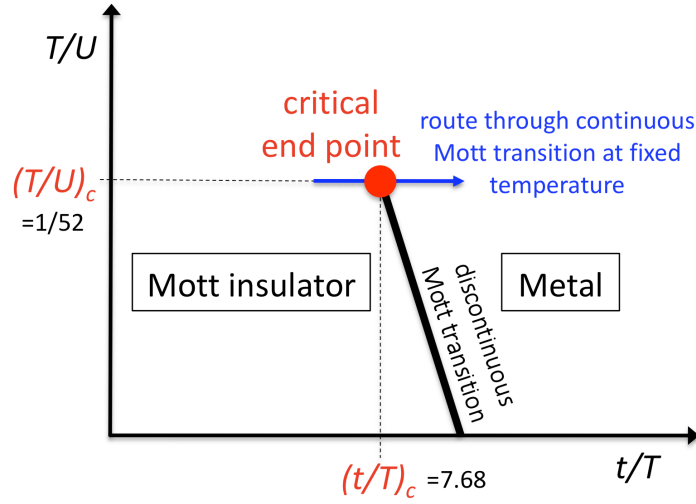 T/U
critical
end point
route through continuous
Mott transition at fixed
temperature
(T/U)c
=1/52
Mott insulator
discontinuous
Mott transition
Metal
(t/T)c =7.68
t/T